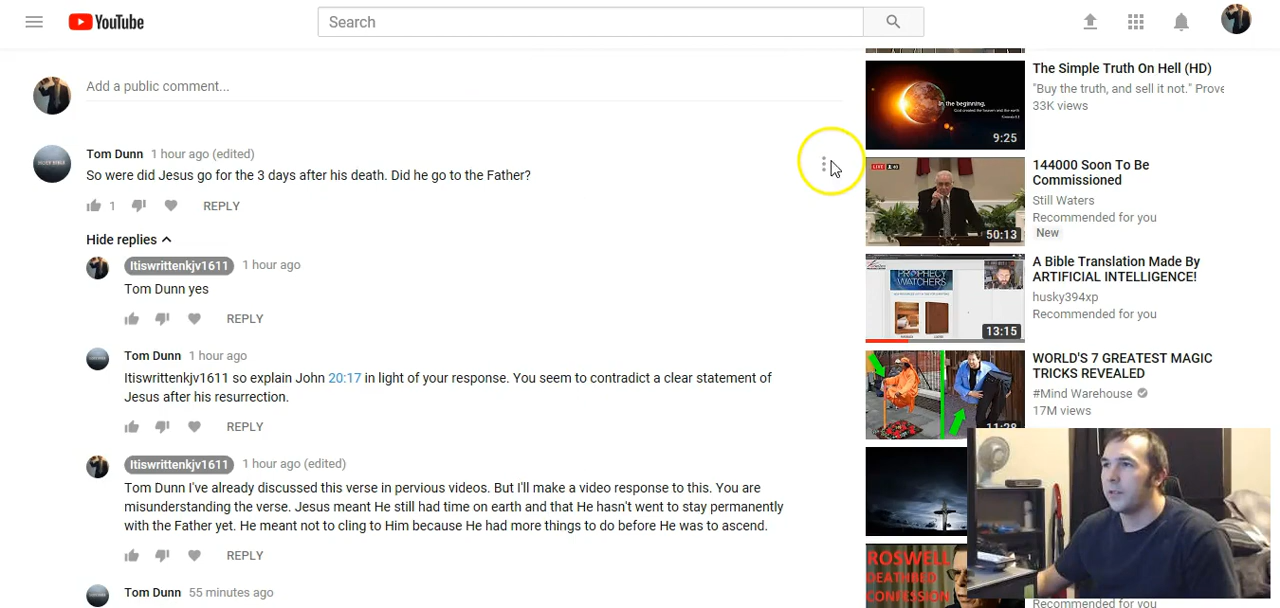 YouTube
Search
Add a public comment...
Tom Dunn 1 hour ago (edited)
So were did Jesus go for the 3 days after his death. Did he go to the Father?
1 REPLY
Hide replies
Itiswrittenkjv1611 1 hour ago
Tom Dunn yes
REPLY
Tom Dunn 1 hour ago
Itiswrittenkjv1611 so explain John 20:17 in light of your response. You seem to contradict a clear statement of
Jesus after his resurrection.
REPLY
Itiswrittenkjv1611 1 hour ago (edited)
Tom Dunn I've already discussed this verse in pervious videos. But I'll make a video response to this. You are
misunderstanding the verse. Jesus meant He still had time on earth and that He hasn't went to stay permanently
with the Father yet. He meant not to cling to Him because He had more things to do before He was to ascend.
REPLY
Tom Dunn 55 minutes ago
In the beginning,
9:25
The Simple Truth On Hell (HD)
"Buy the truth, and sell it not." Prove
33K views
LIVE
50:13
144000 Soon To Be
Commissioned
Still Waters
Recommended for you
New
PROPHECY
WATCHERS
13:15
A Bible Translation Made By
ARTIFICIAL INTELLIGENCE!
husky394xp
Recommended for you
11:28
WORLD'S 7 GREATEST MAGIC
TRICKS REVEALED
#Mind Warehouse
17M views
ROSWELL
DEATHBED
CONFESSION
Recommended for you